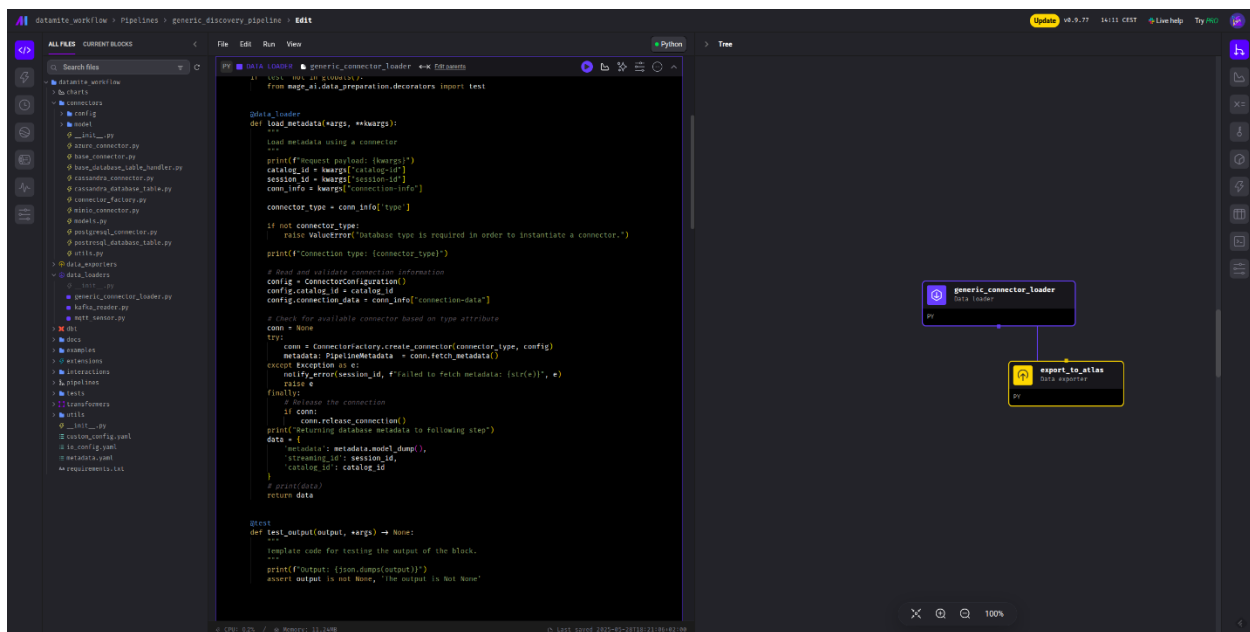 datamite_workflow > Pipelines > generic_discovery_pipeline > Edit
Update v0.9.77 14:11 CEST Live help Try PRO
ALL FILES CURRENT BLOCKS
Search files
datamite_workflow
charts
connectors
config
model
__init__.py
azure_connector.py
base_connector.py
base_database_table_handler.py
cassandra_connector.py
cassandra_database_table.py
connector_factory.py
minio_connector.py
models.py
postgresql_connector.py
postresql_database_table.py
utils.py
data_exporters
data_loaders
__init__.py
generic_connector_loader.py
kafka_reader.py
mqtt_sensor.py
dbt
docs
examples
extensions
interactions
pipelines
tests
transformers
utils
__init__.py
custom_config.yaml
io_config.yaml
metadata.yaml
requirements.txt
File Edit Run View
Python
PY DATA LOADER generic_connector_loader Edit parents
if 'test' not in globals():
from mage_ai.data_preparation.decorators import test
@data_loader
def load_metadata(*args, **kwargs):
"""
Load metadata using a connector
"""
print(f"Request payload: {kwargs}")
catalog_id = kwargs["catalog-id"]
session_id = kwargs["session-id"]
conn_info = kwargs["connection-info"]
connector_type = conn_info['type']
if not connector_type:
raise ValueError("Database type is required in order to instantiate a connector.")
print(f"Connection type: {connector_type}")
# Read and validate connection information
config = ConnectorConfiguration()
config.catalog_id = catalog_id
config.connection_data = conn_info["connection-data"]
# Check for available connector based on type attribute
conn = None
try:
conn = ConnectorFactory.create_connector(connector_type, config)
metadata: PipelineMetadata = conn.fetch_metadata()
except Exception as e:
notify_error(session_id, f"Failed to fetch metadata: {str(e)}", e)
raise e
finally:
# Release the connection
if conn:
conn.release_connection()
print("Returning database metadata to following step")
data = {
'metadata': metadata.model_dump(),
'streaming_id': session_id,
'catalog_id': catalog_id
}
# print(data)
return data
@test
def test_output(output, *args) -> None:
"""
Template code for testing the output of the block.
"""
print(f"Output: {json.dumps(output)}")
assert output is not None, 'The output is Not None'
Tree
generic_connector_loader
Data loader
PY
export_to_atlas
Data exporter
PY
100%